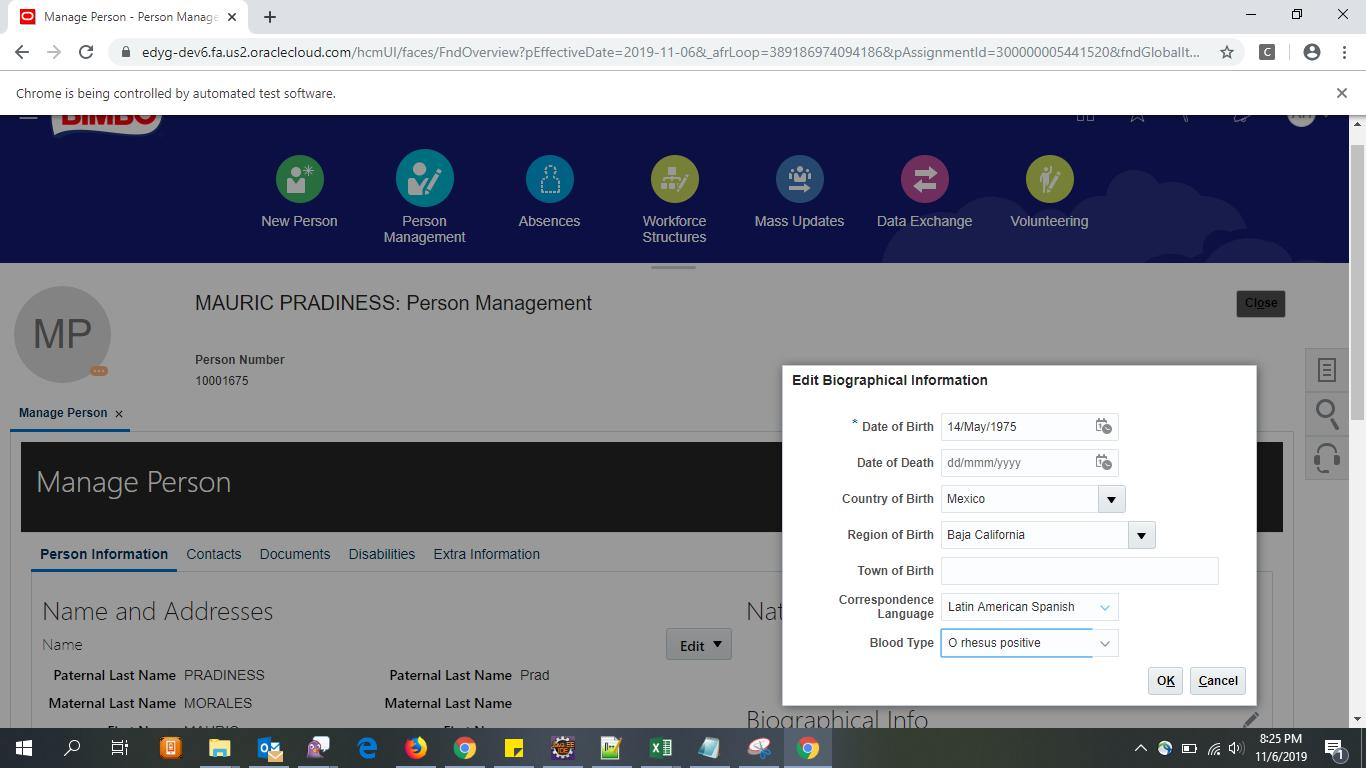 Manage Person - Person Manage
edyg-dev6.fa.us2.oraclecloud.com/hcmUI/faces/FndOverview?pEffectiveDate=2019-11-06&_afrLoop=389186974094186&pAssignmentId=300000005441520&fndGlobalIt...
C
Chrome is being controlled by automated test software.
BIMBO
New Person
Person Management
Absences
Workforce Structures
Mass Updates
Data Exchange
Volunteering
MP
MAURIC PRADINESS: Person Management
Close
Person Number
10001675
Manage Person
Manage Person
Person Information Contacts Documents Disabilities Extra Information
Name and Addresses
Nat
Name
Edit
Paternal Last Name PRADINESS
Paternal Last Name Prad
Maternal Last Name MORALES
Maternal Last Name
MAURIC
Biographical Info
Edit Biographical Information
* Date of Birth 14/May/1975
Date of Death dd/mmm/yyyy
Country of Birth Mexico
Region of Birth Baja California
Town of Birth
Correspondence Language Latin American Spanish
Blood Type O rhesus positive
OK Cancel
8:25 PM
11/6/2019
1